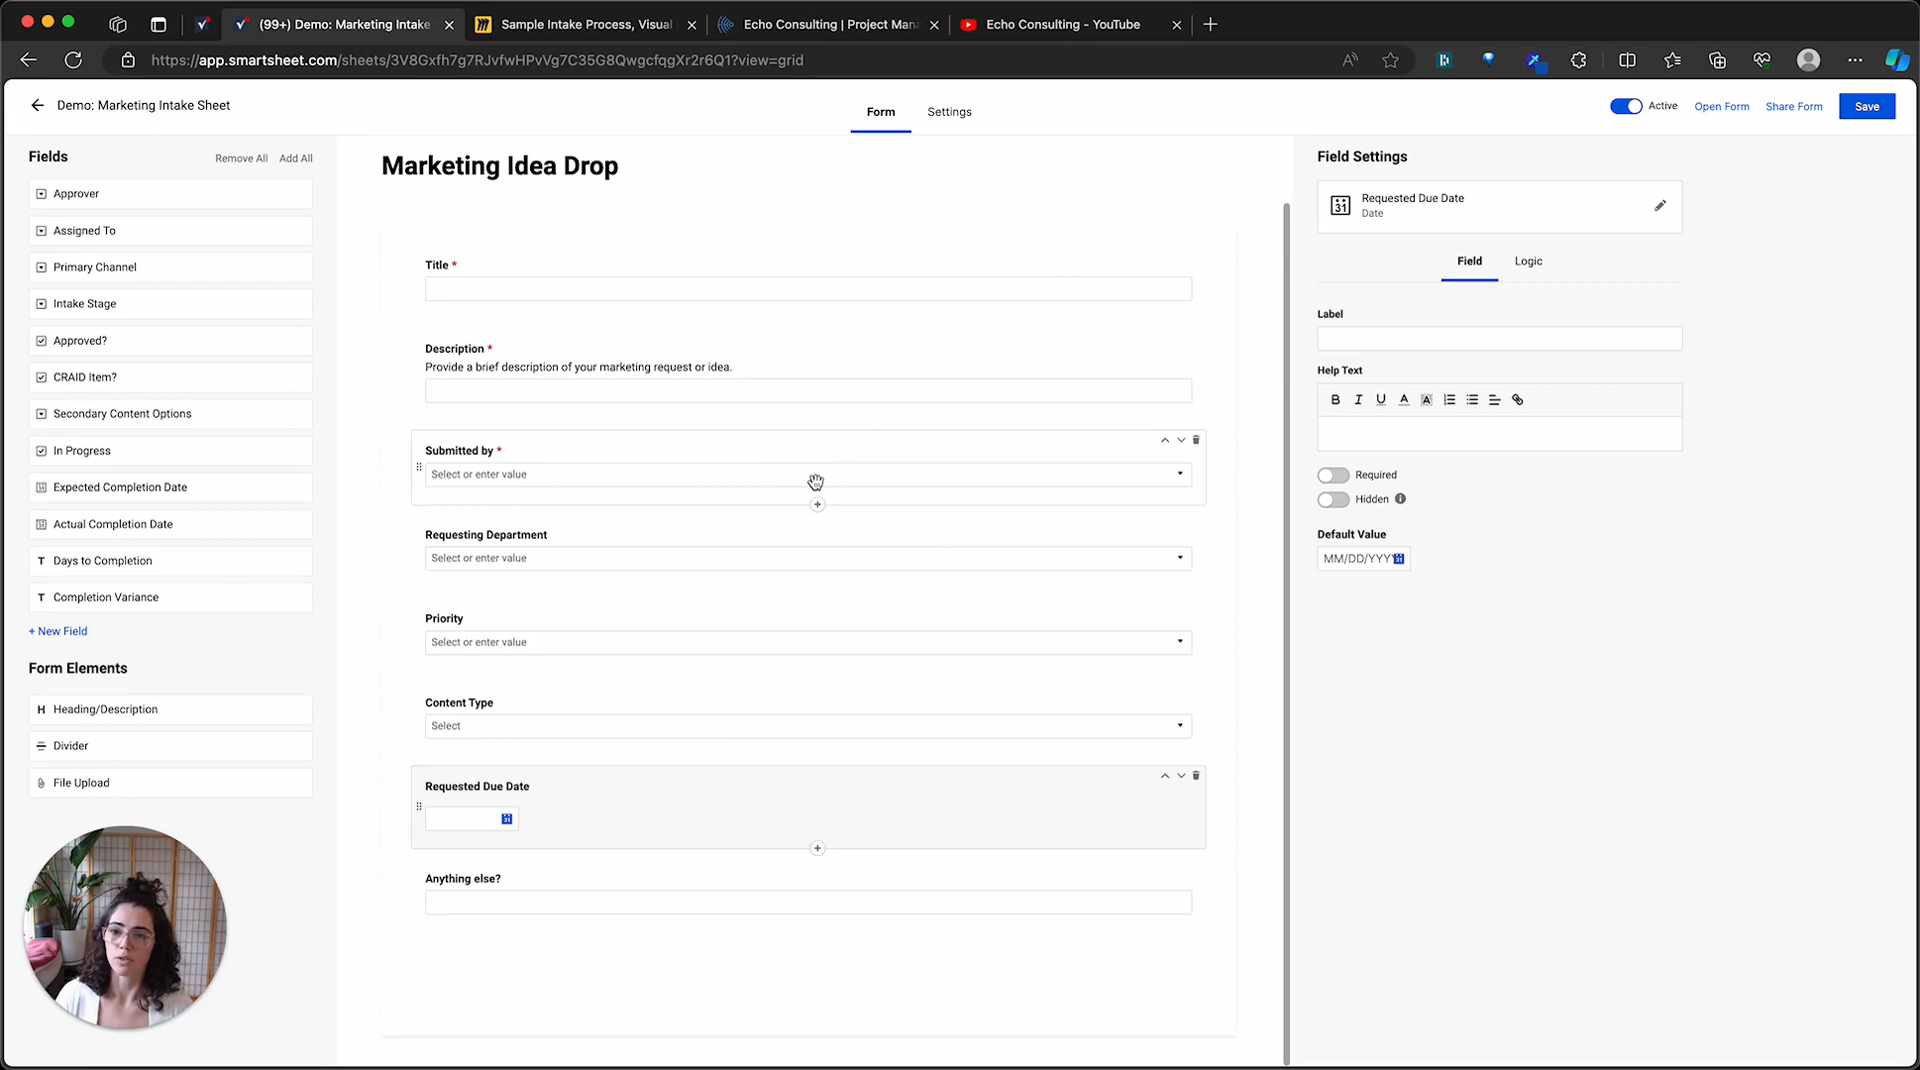 (99+) Demo: Marketing Intake
Sample Intake Process, Visual
Echo Consulting | Project Man
Echo Consulting - YouTube
https://app.smartsheet.com/sheets/3V8Gxfh7g7RJvfwHPvVg7C35G8QwgcfqgXr2r6Q1?view=grid
Demo: Marketing Intake Sheet
Form
Settings
Active
Open Form
Share Form
Save
Fields
Remove All
Add All
Approver
Assigned To
Primary Channel
Intake Stage
Approved?
CRAID Item?
Secondary Content Options
In Progress
Expected Completion Date
Actual Completion Date
T Days to Completion
T Completion Variance
+ New Field
Form Elements
H Heading/Description
Divider
File Upload
Marketing Idea Drop
Title *
Description *
Provide a brief description of your marketing request or idea.
Submitted by *
Select or enter value
Requesting Department
Select or enter value
Priority
Select or enter value
Content Type
Select
Requested Due Date
31
Anything else?
Field Settings
31
Requested Due Date
Date
Field
Logic
Label
Help Text
B I U A A
Required
Hidden
Default Value
MM/DD/YYYY